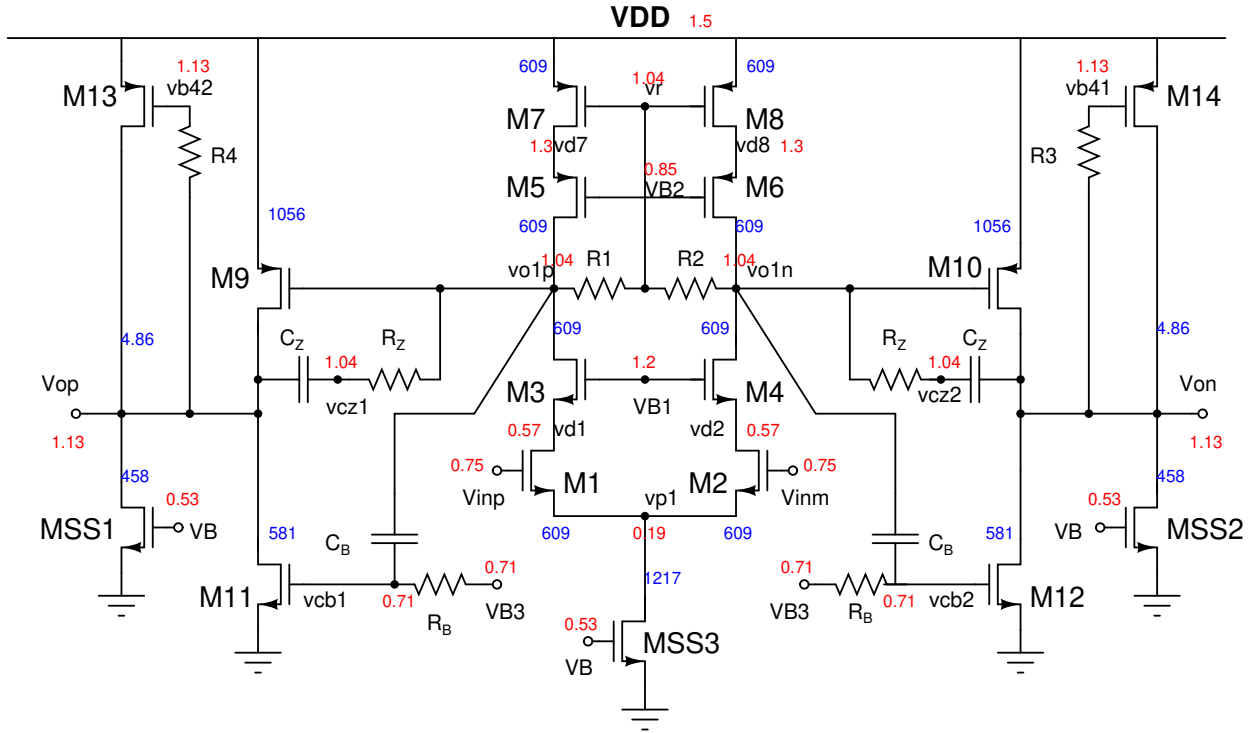 VDD 1.5
1.13 609 1.04 609 1.13
M13 vb42 vr vb41 M14
M7 M8
R4 1.3 vd7 vd8 1.3 R3
0.85
M5 VB2 M6
1056 609 609 1056
M9 1.04 R1 R2 1.04 M10
vo1p vo1n
4.86 CZ 609 609 RZ CZ 4.86
1.04 RZ 1.2 1.04
Vop M3 M4 Von
vcz1 VB1 vcz2
1.13 0.57 vd1 vd2 0.57 1.13
458 0.75 M1 M2 0.75 458
0.53 Vinp vp1 Vinm 0.53
MSS1 VB 581 CB 609 0.19 609 CB 581 VB MSS2
0.71 1217 0.71
M11 vcb1 0.71 VB3 VB3 0.71 vcb2 M12
RB 0.53 MSS3 RB
VB